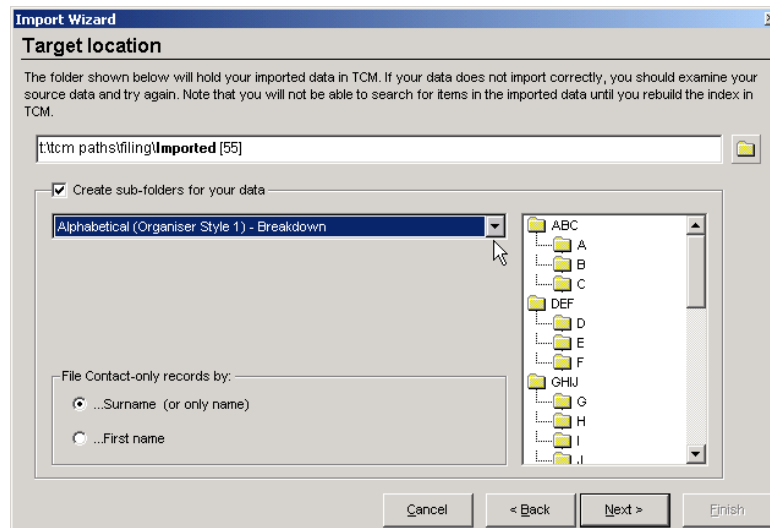 Import Wizard
Target location
The folder shown below will hold your imported data in TCM. If your data does not import correctly, you should examine your
source data and try again. Note that you will not be able to search for items in the imported data until you rebuild the index in
TCM.
t:\tcm paths\filing\Imported [55]
Create sub-folders for your data
Alphabetical (Organiser Style 1) - Breakdown
ABC
A
B
C
DEF
D
E
F
GHIJ
G
H
I
J
File Contact-only records by:
...Surname (or only name)
...First name
Cancel
< Back
Next >
Finish